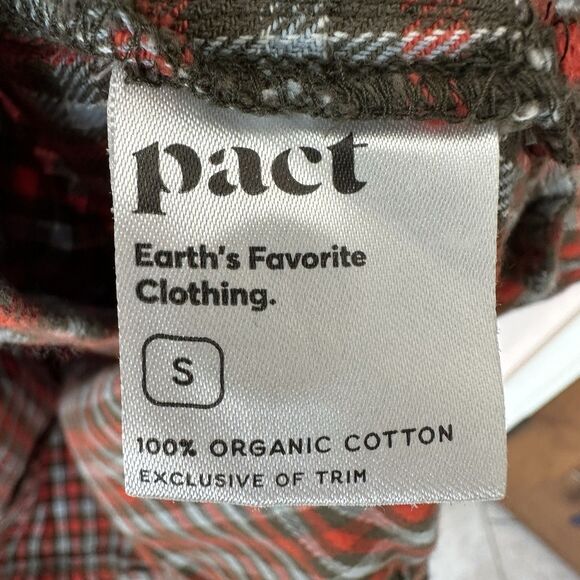 pact
Earth's Favorite
Clothing.
S
100% ORGANIC COTTON
EXCLUSIVE OF TRIM